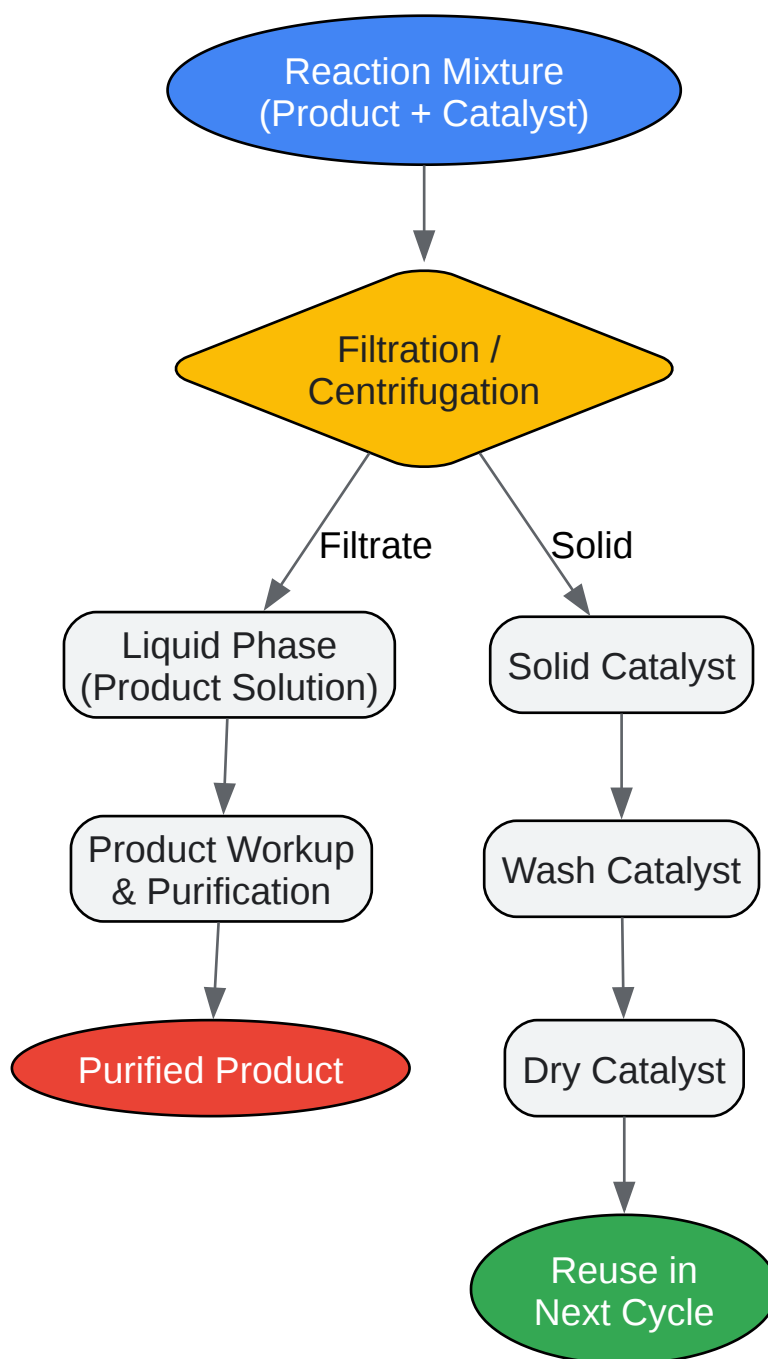 Reaction Mixture
(Product + Catalyst)
Filtration /
Centrifugation
Filtrate
Solid
Liquid Phase
(Product Solution)
Solid Catalyst
Product Workup
& Purification
Wash Catalyst
Purified Product
Dry Catalyst
Reuse in
Next Cycle